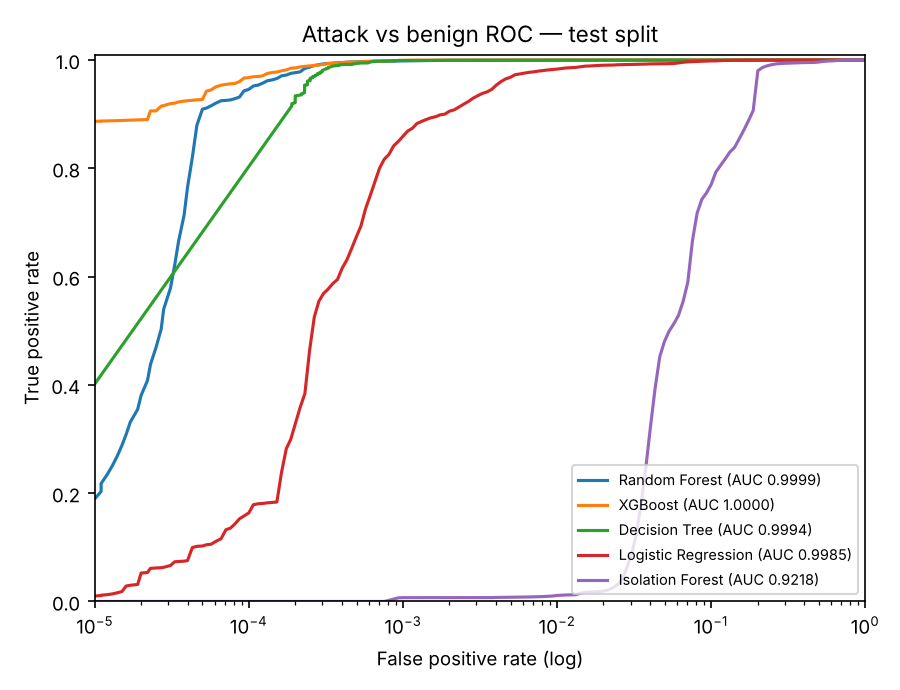 Attack vs benign ROC — test split
1.0
0.8
0.6
0.4
0.2
0.0
True positive rate
10⁻⁵
10⁻⁴
10⁻³
10⁻²
10⁻¹
10⁰
False positive rate (log)
Random Forest (AUC 0.9999)
XGBoost (AUC 1.0000)
Decision Tree (AUC 0.9994)
Logistic Regression (AUC 0.9985)
Isolation Forest (AUC 0.9218)